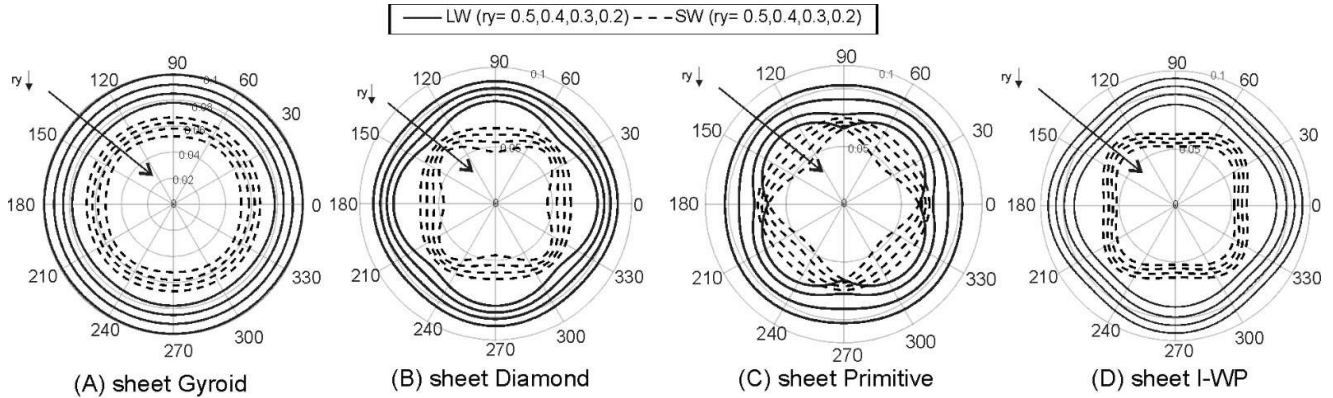 LW (ry= 0.5,0.4,0.3,0.2) SW (ry= 0.5,0.4,0.3,0.2)
90 90 90 90
120 60 120 60 120 60 120 60
0.1 0.1 0.1 0.1
ry↓ ry↓ ry↓ ry↓
150 30 150 30 150 30 150 30
0.08
0.06
0.04 0.05 0.05 0.05
0.02
180 0 0 180 0 0 180 0 0 180 0 0
210 330 210 330 210 330 210 330
240 300 240 300 240 300 240 300
270 270 270 270
(A) sheet Gyroid (B) sheet Diamond (C) sheet Primitive (D) sheet I-WP